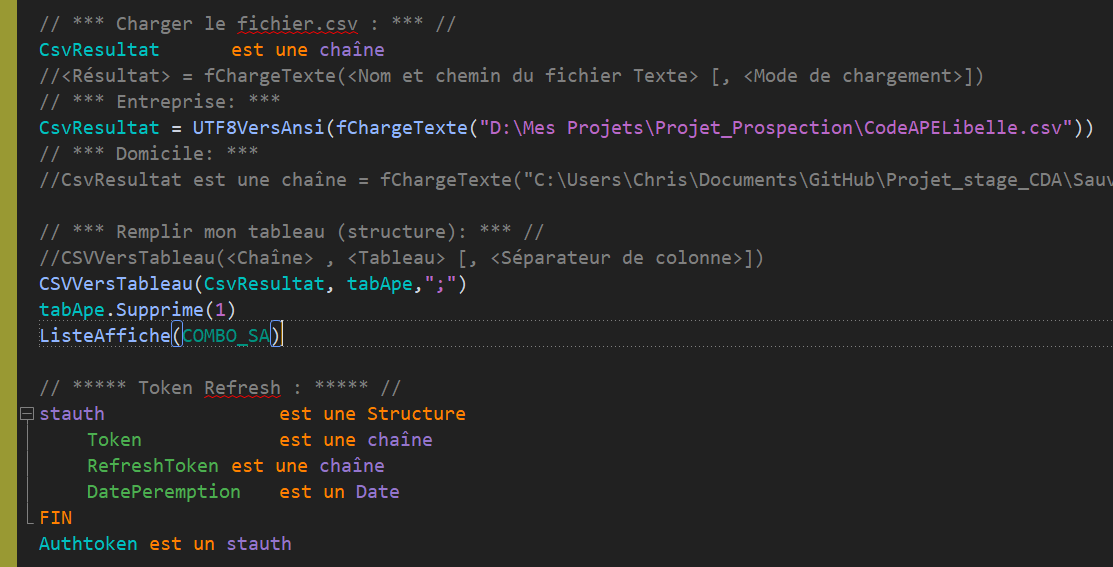 // *** Charger le fichier.csv : *** //
CsvResultat est une chaîne
//<Résultat> = fChargeTexte(<Nom et chemin du fichier Texte> [, <Mode de chargement>])
// *** Entreprise: ***
CsvResultat = UTF8VersAnsi(fChargeTexte("D:\Mes Projets\Projet_Prospection\CodeAPELibelle.csv"))
// *** Domicile: ***
//CsvResultat est une chaîne = fChargeTexte("C:\Users\Chris\Documents\GitHub\Projet_stage_CDA\Sauv
// *** Remplir mon tableau (structure): *** //
//CSVVersTableau(<Chaîne> , <Tableau> [, <Séparateur de colonne>])
CSVVersTableau(CsvResultat, tabApe,";")
tabApe.Supprime(1)
ListeAffiche(COMBO_SA)
// ***** Token Refresh : ***** //
stauth est une Structure
Token est une chaîne
RefreshToken est une chaîne
DatePeremption est un Date
FIN
Authtoken est un stauth